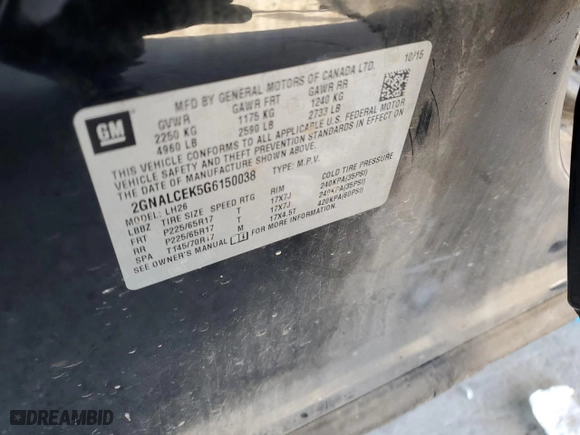 GM
MFD BY GENERAL MOTORS OF CANADA LTD.
10/15
GVWR GAWR FRT GAWR RR
2250 KG 1175 KG 1240 KG
4960 LB 2590 LB 2733 LB
THIS VEHICLE CONFORMS TO ALL APPLICABLE U.S. FEDERAL MOTOR
VEHICLE SAFETY AND THEFT PREVENTION STANDARDS IN EFFECT ON
THE DATE OF MANUFACTURE SHOWN ABOVE.
2GNALCEK5G6150038 TYPE: M.P.V.
MODEL: LH26
LBBZ TIRE SIZE SPEED RTG RIM COLD TIRE PRESSURE
FRT P225/65R17 T 17X7J 240KPA(35PSI)
RR P225/65R17 T 17X7J 240KPA(35PSI)
SPA T145/70R17 M 17X4.5T 420KPA(60PSI)
SEE OWNER'S MANUAL
DREAMBID